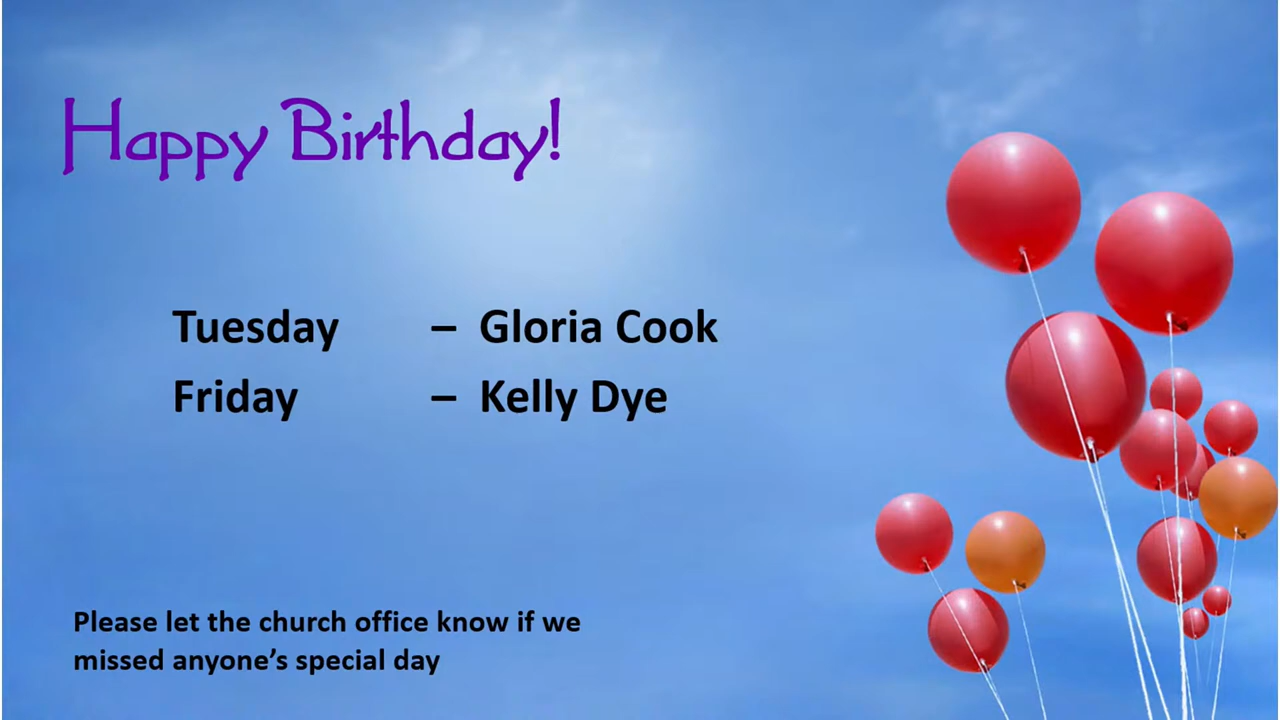 Happy Birthday!
Tuesday – Gloria Cook
Friday – Kelly Dye
Please let the church office know if we
missed anyone’s special day